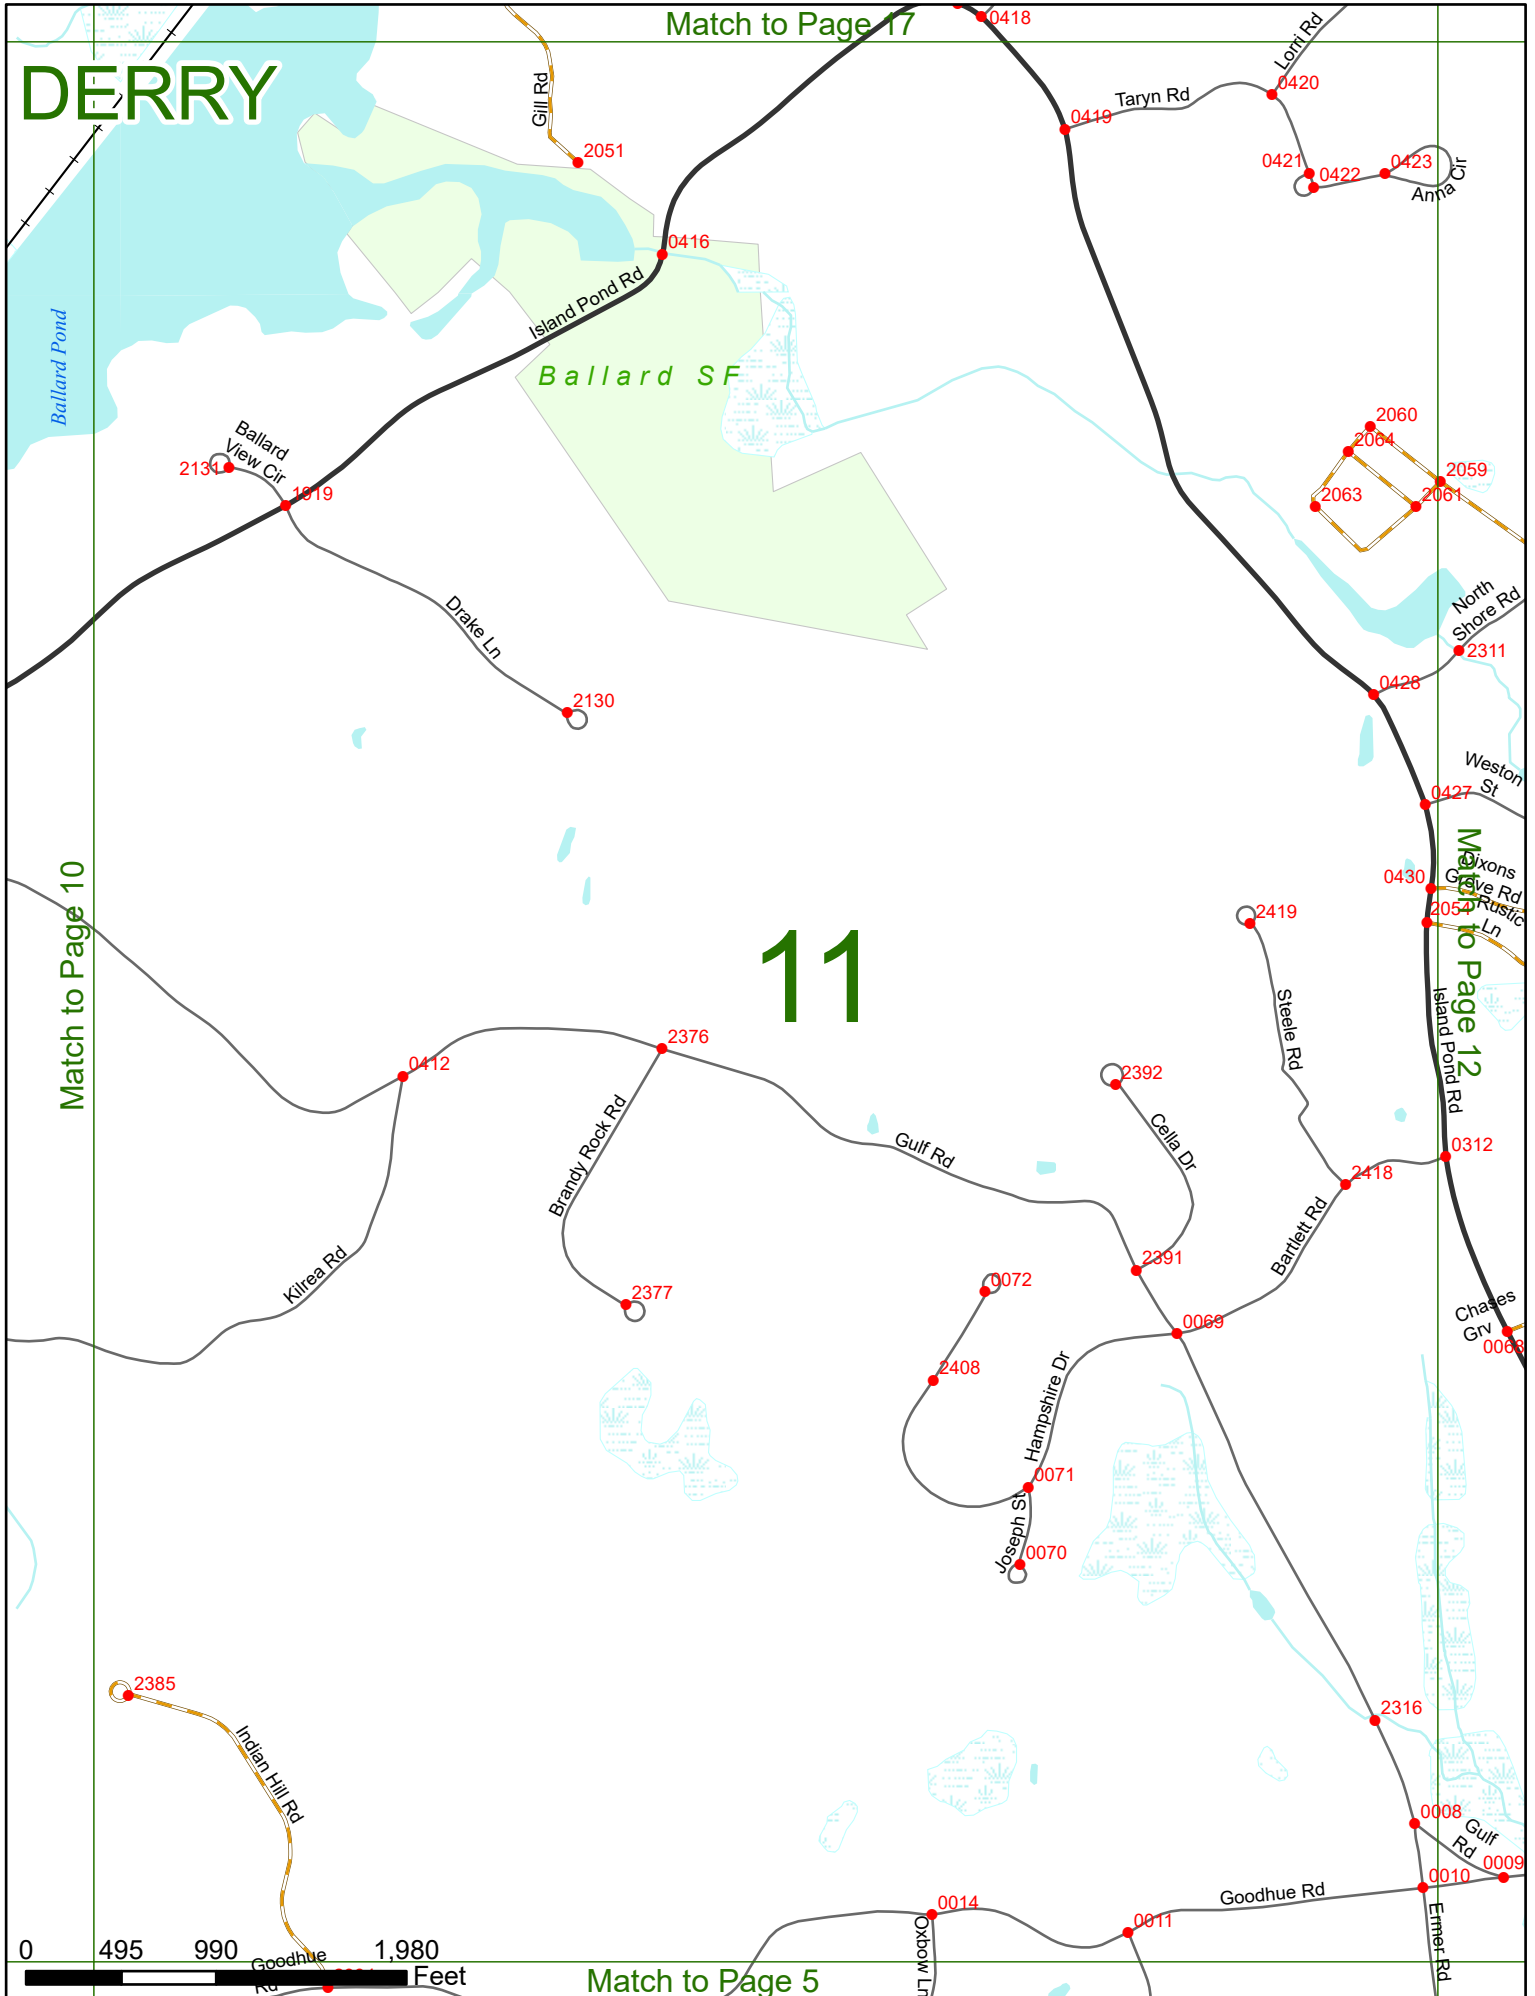 Match to Page 17
DERRY
0418
Lorri Rd
0420
Taryn Rd
0419
Gill Rd
2051
0421
0422
0423
Anna Cir
0416
Island Pond Rd
Ballard Pond
Ballard SF
Ballard
View Cir
2131
1919
2060
2064
2059
2063
2061
Drake Ln
North
Shore Rd
2311
0428
2130
Weston
St
0427
Match to Page 10
Match to Page 12
Dixons
Grove Rd
0430
2054
Rustic
Ln
2419
11
Steele Rd
Island Pond Rd
2376
0412
2392
Brandy Rock Rd
Gulf Rd
Cella Dr
0312
2418
Bartlett Rd
Kilrea Rd
2391
0072
2377
Chases
Grv
0068
0069
2408
Hampshire Dr
0071
Joseph St
0070
2385
Indian Hill Rd
2316
0008
Gulf
Rd
0009
0010
Goodhue Rd
0014
0011
Oxbow Ln
Ermer Rd
0 495 990 1,980
Feet
Goodhue
Rd
Match to Page 5